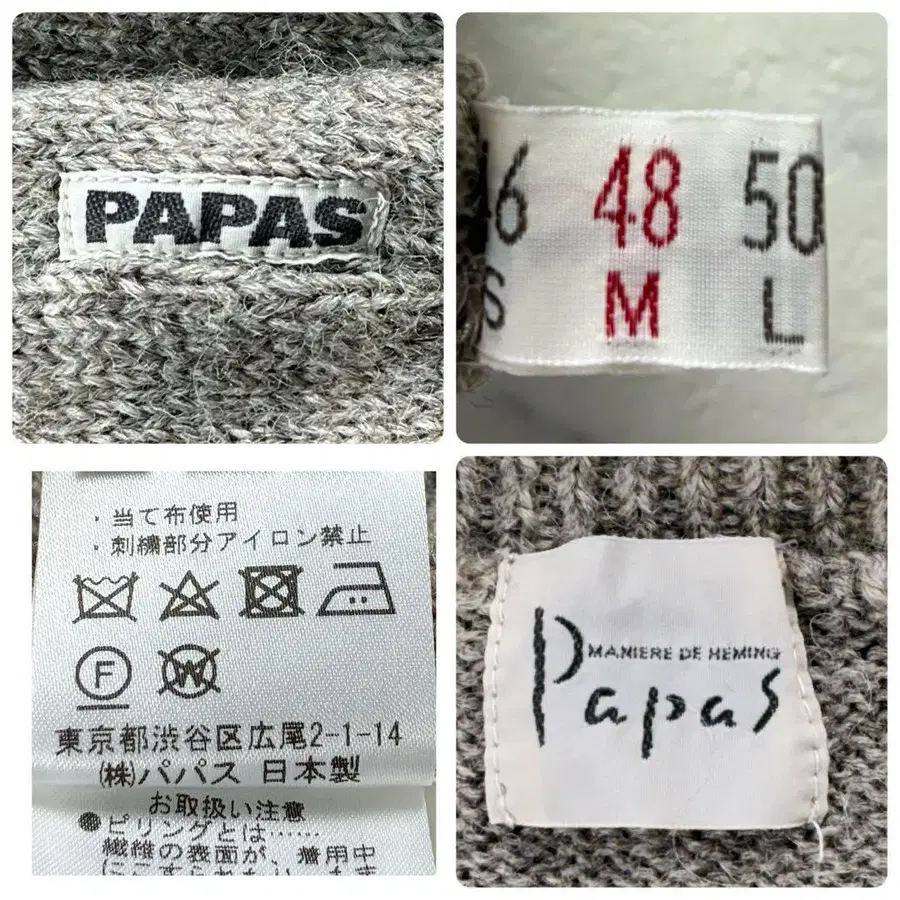 PAPAS
6 48 50
S M L
・当て布使用
・刺繍部分アイロン禁止
F W
東京都渋谷区広尾2-1-14
(株)パパス 日本製
お取扱い注意
●ピリングとは……
繊維の表面が、着用中
MANIERE DE HEMING
Papas